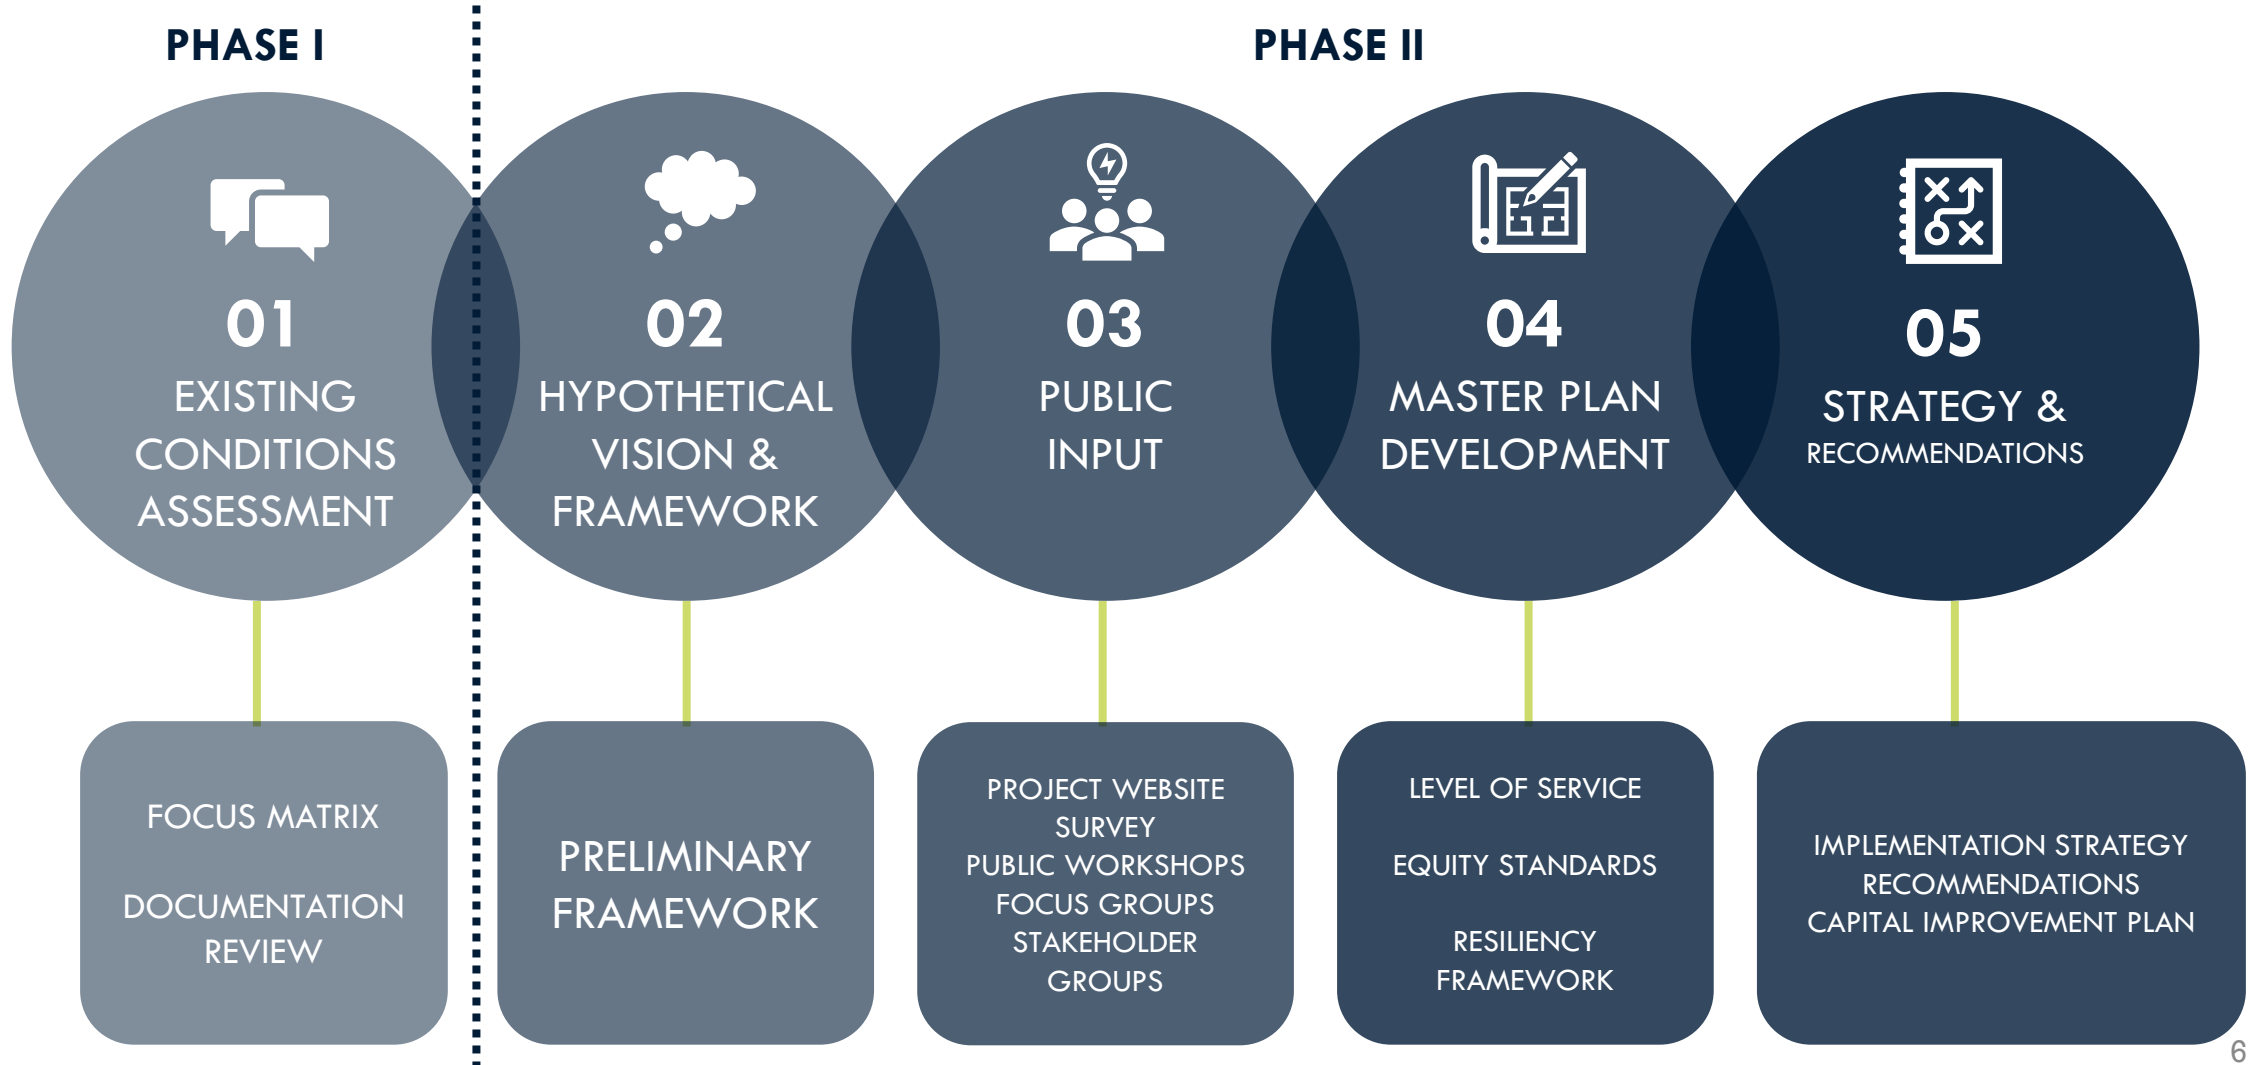 PHASE I
PHASE II
01
EXISTING
CONDITIONS
ASSESSMENT
02
HYPOTHETICAL
VISION &
FRAMEWORK
03
PUBLIC
INPUT
04
MASTER PLAN
DEVELOPMENT
05
STRATEGY &
RECOMMENDATIONS
FOCUS MATRIX
DOCUMENTATION
REVIEW
PRELIMINARY
FRAMEWORK
PROJECT WEBSITE
SURVEY
PUBLIC WORKSHOPS
FOCUS GROUPS
STAKEHOLDER
GROUPS
LEVEL OF SERVICE
EQUITY STANDARDS
RESILIENCY
FRAMEWORK
IMPLEMENTATION STRATEGY
RECOMMENDATIONS
CAPITAL IMPROVEMENT PLAN
6